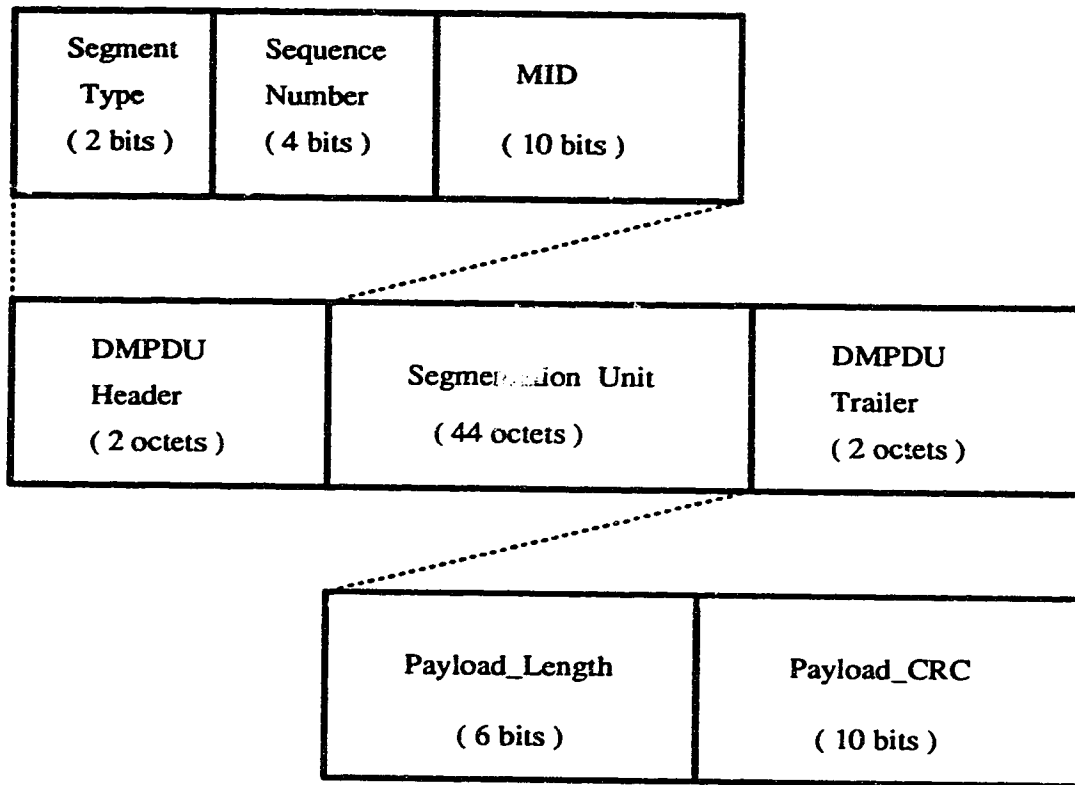 Segment
Type
( 2 bits )
Sequence
Number
( 4 bits )
MID
( 10 bits )
DMPDU
Header
( 2 octets )
Unit
( 44 octets )
DMPDU
Trailer
( 2 octets )
Payload_Length
( 6 bits )
Payload_CRC
( 10 bits )